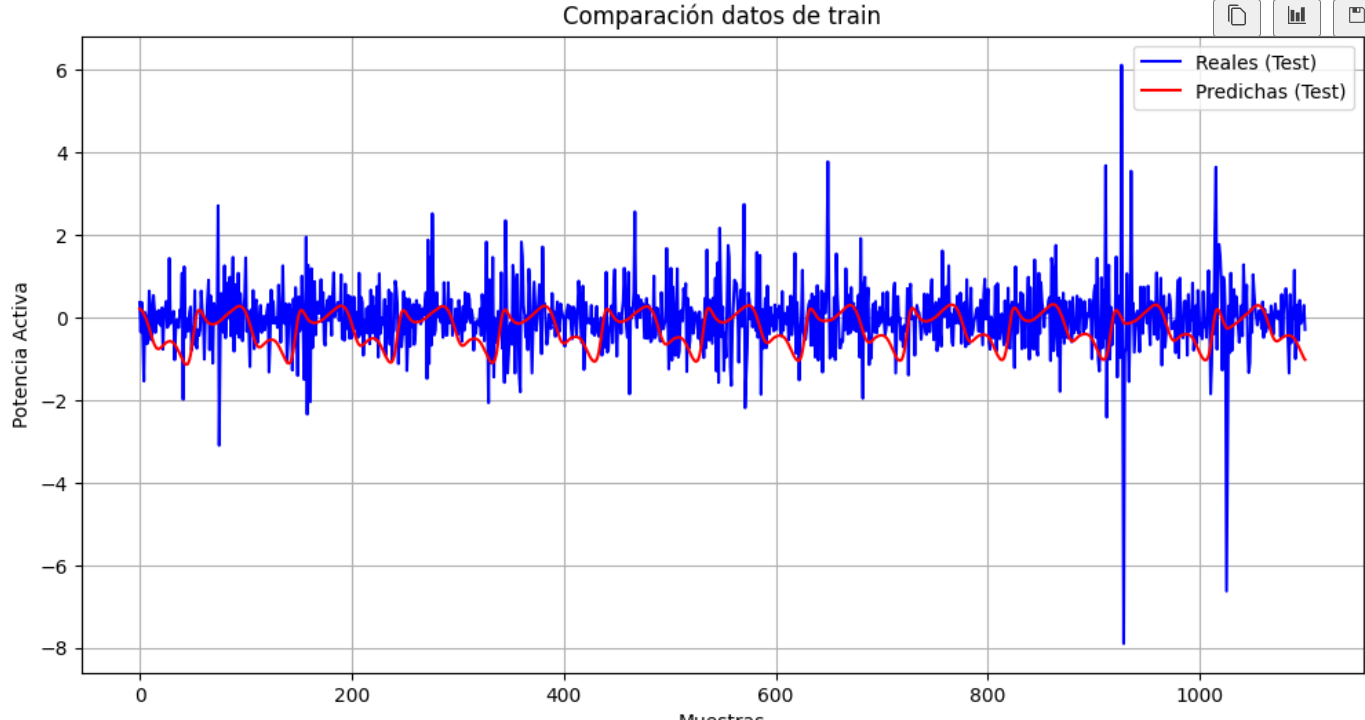 Comparación datos de train
Reales (Test)
Predichas (Test)
Potencia Activa
6
4
2
0
−2
−4
−6
−8
0
200
400
600
800
1000
Muestras